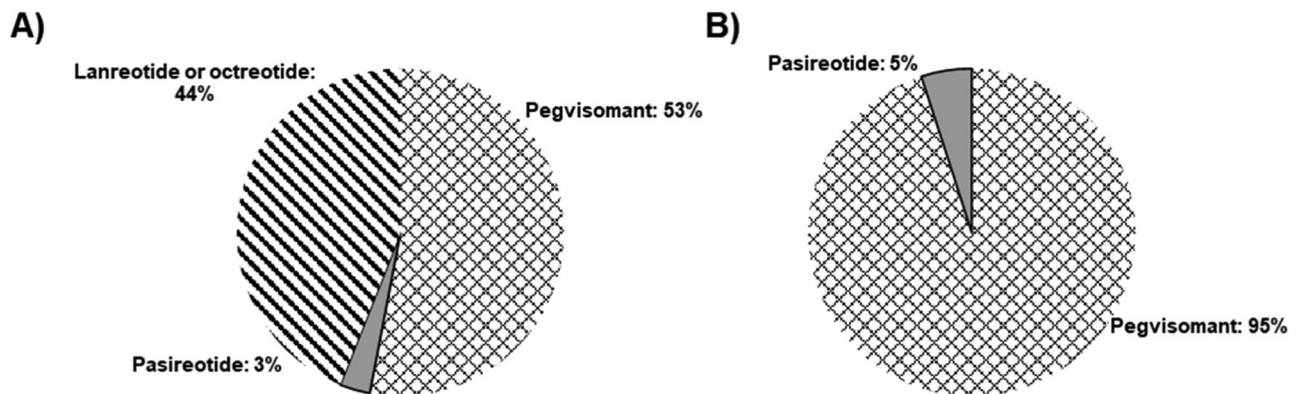 A)
Lanreotide or octreotide:
44%
Pegvisomant: 53%
Pasireotide: 3%
B)
Pasireotide: 5%
Pegvisomant: 95%